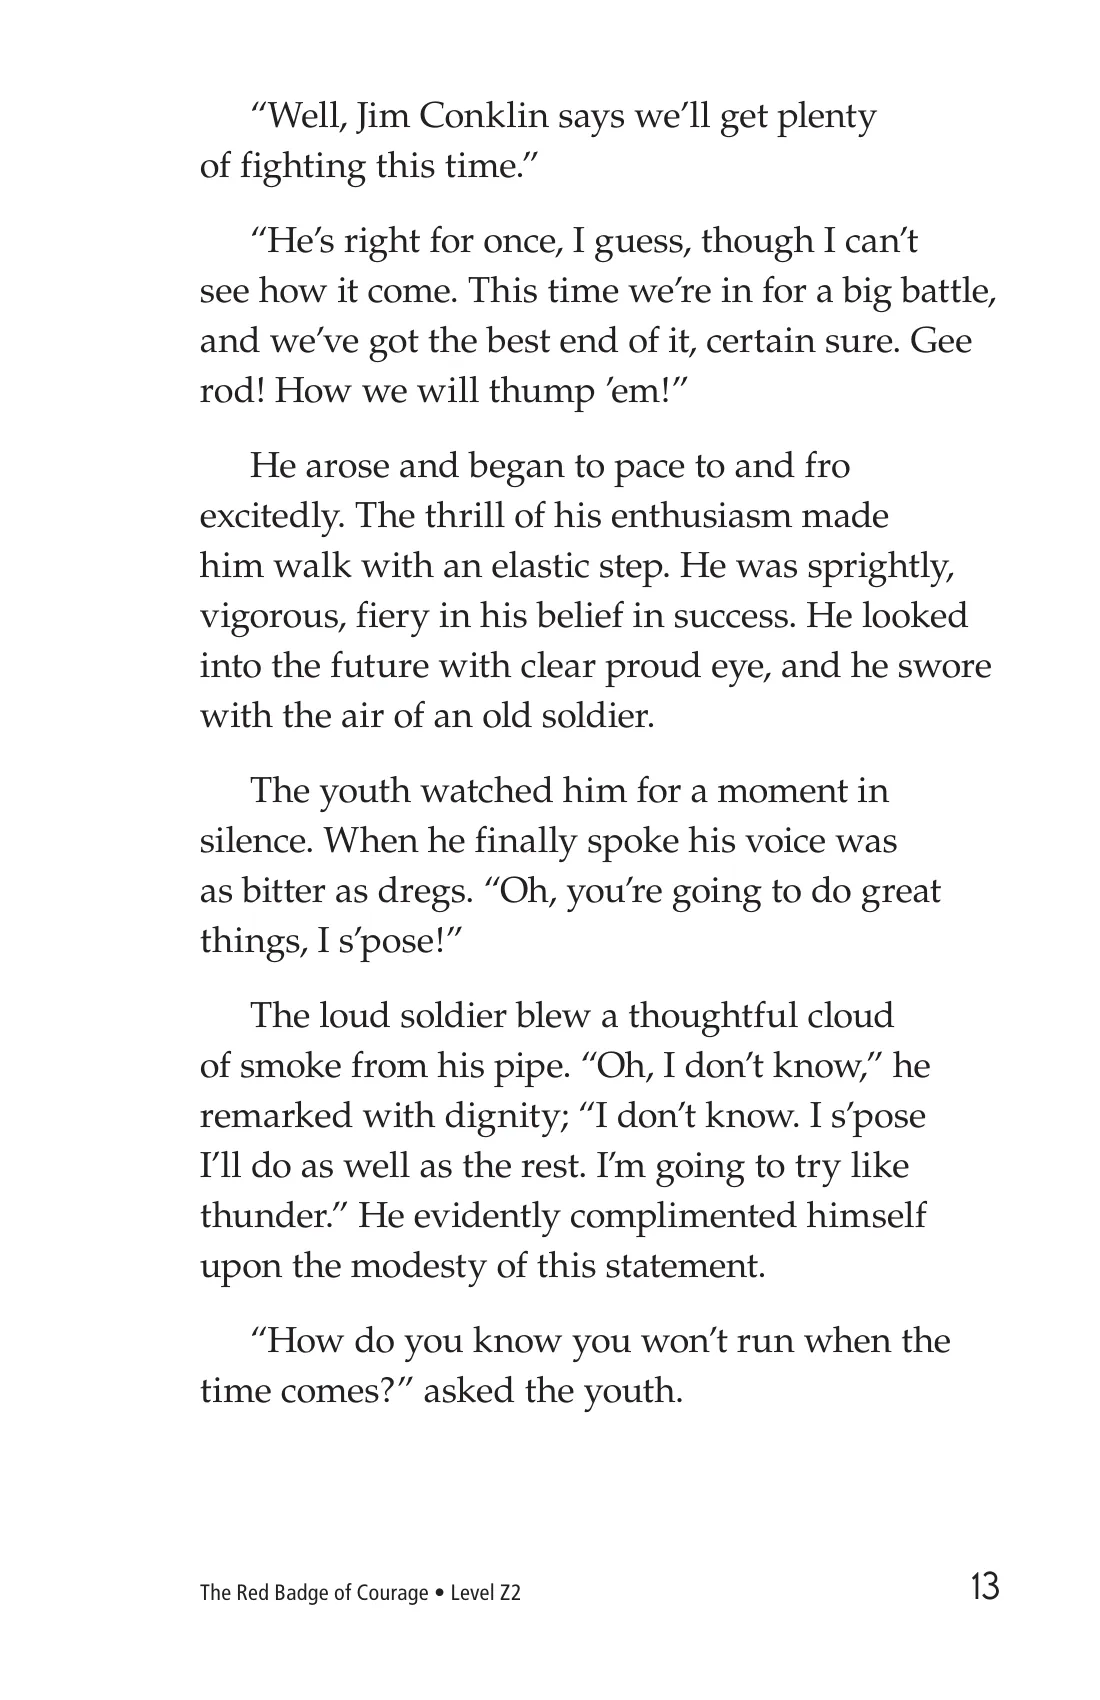 “Well, Jim Conklin says we’ll get plenty
of fighting this time.”
“He’s right for once, I guess, though I can’t
see how it come. This time we’re in for a big battle,
and we’ve got the best end of it, certain sure. Gee
rod! How we will thump ’em!”
He arose and began to pace to and fro
excitedly. The thrill of his enthusiasm made
him walk with an elastic step. He was sprightly,
vigorous, fiery in his belief in success. He looked
into the future with clear proud eye, and he swore
with the air of an old soldier.
The youth watched him for a moment in
silence. When he finally spoke his voice was
as bitter as dregs. “Oh, you’re going to do great
things, I s’pose!”
The loud soldier blew a thoughtful cloud
of smoke from his pipe. “Oh, I don’t know,” he
remarked with dignity; “I don’t know. I s’pose
I’ll do as well as the rest. I’m going to try like
thunder.” He evidently complimented himself
upon the modesty of this statement.
“How do you know you won’t run when the
time comes?” asked the youth.
The Red Badge of Courage • Level Z2
13